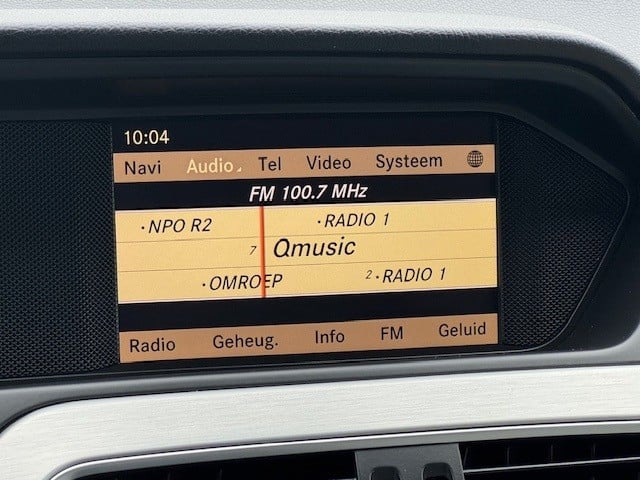 10:04
Navi Audio Tel Video Systeem
FM 100.7 MHz
·NPO R2 ·RADIO 1
7 Qmusic
·OMROEP 2·RADIO 1
Radio Geheug. Info FM Geluid